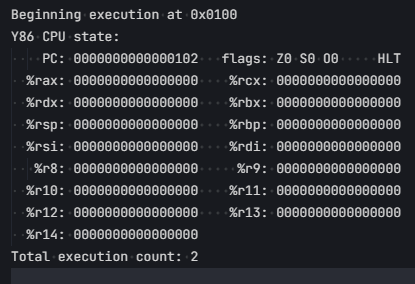 Beginning execution at 0x0100
Y86 CPU state:
    PC: 0000000000000102   flags: Z0 S0 O0     HLT
  %rax: 0000000000000000    %rcx: 0000000000000000
  %rdx: 0000000000000000    %rbx: 0000000000000000
  %rsp: 0000000000000000    %rbp: 0000000000000000
  %rsi: 0000000000000000    %rdi: 0000000000000000
   %r8: 0000000000000000     %r9: 0000000000000000
  %r10: 0000000000000000    %r11: 0000000000000000
  %r12: 0000000000000000    %r13: 0000000000000000
  %r14: 0000000000000000
Total execution count: 2